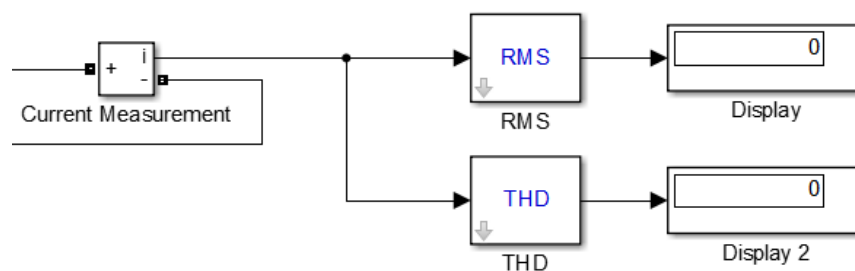 +
i
-
Current Measurement
RMS
RMS
0
Display
THD
THD
0
Display 2